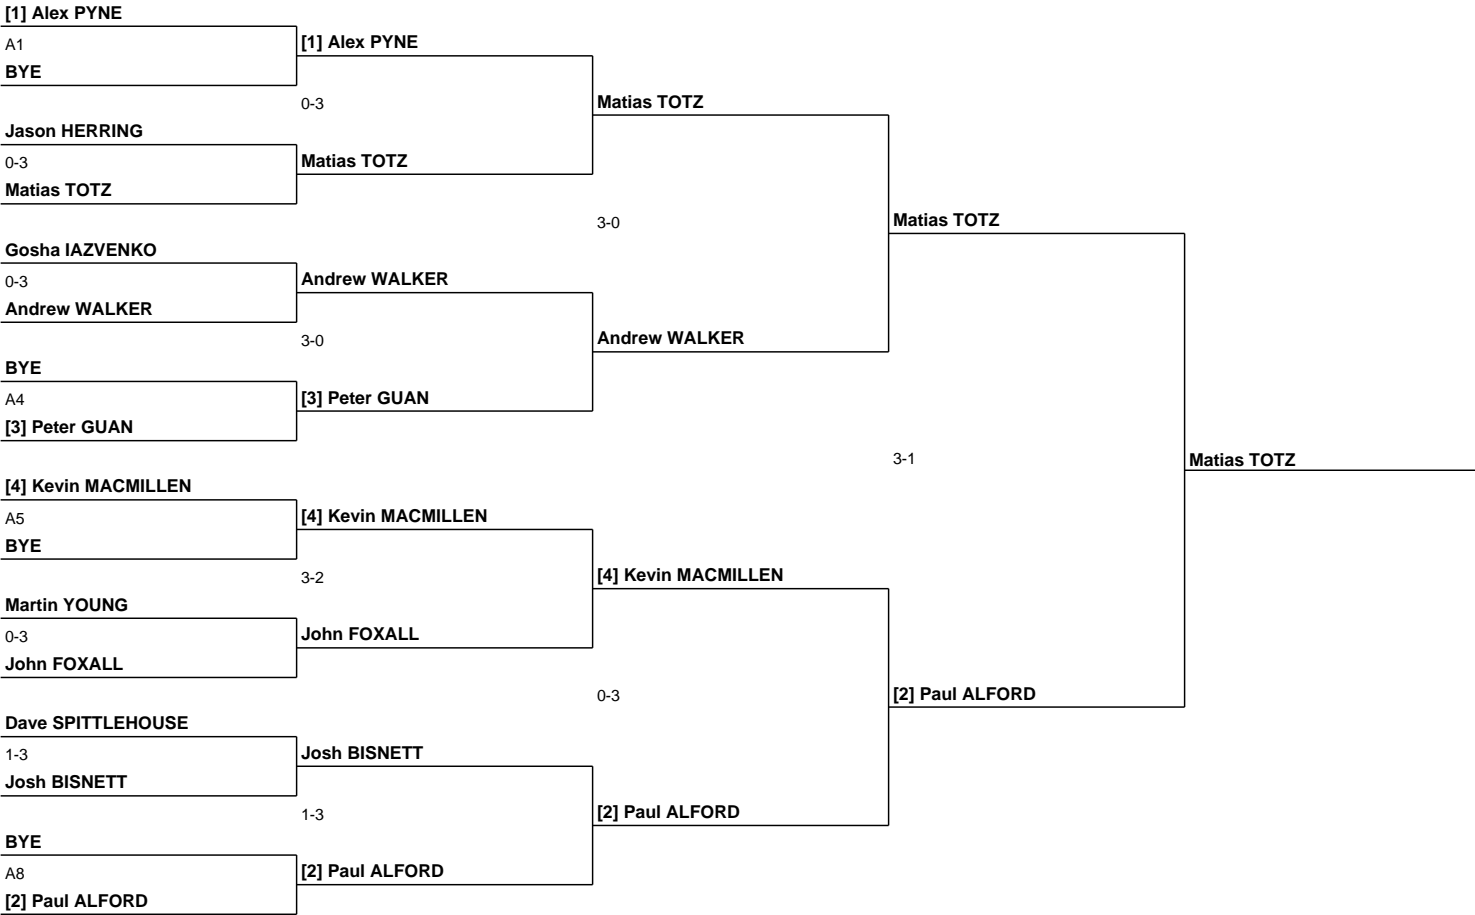 [1] Alex PYNE
A1
BYE
Jason HERRING
0-3
Matias TOTZ
Gosha IAZVENKO
0-3
Andrew WALKER
BYE
A4
[3] Peter GUAN
[4] Kevin MACMILLEN
A5
BYE
Martin YOUNG
0-3
John FOXALL
Dave SPITTLEHOUSE
1-3
Josh BISNETT
BYE
A8
[2] Paul ALFORD
[1] Alex PYNE
0-3
Matias TOTZ
Andrew WALKER
3-0
[3] Peter GUAN
[4] Kevin MACMILLEN
3-2
John FOXALL
Josh BISNETT
1-3
[2] Paul ALFORD
Matias TOTZ
3-0
Andrew WALKER
[4] Kevin MACMILLEN
0-3
[2] Paul ALFORD
Matias TOTZ
3-1
[2] Paul ALFORD
Matias TOTZ